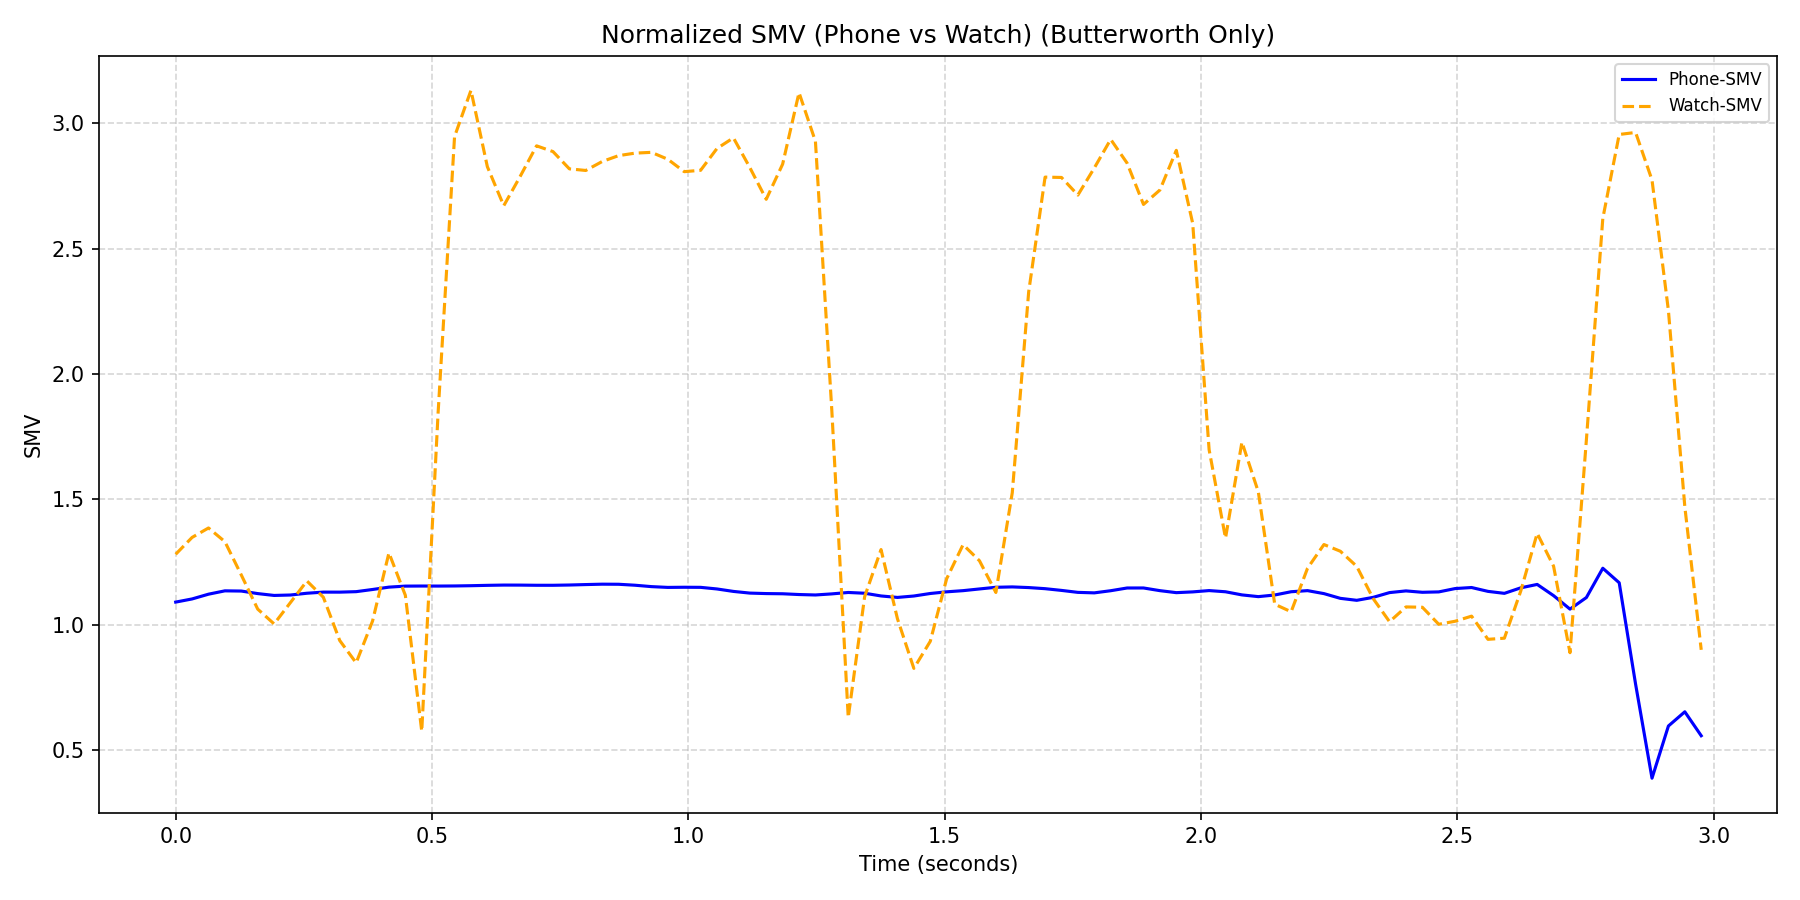 Normalized SMV (Phone vs Watch) (Butterworth Only)
Phone-SMV
Watch-SMV
3.0
2.5
2.0
1.5
1.0
0.5
SMV
0.0 0.5 1.0 1.5 2.0 2.5 3.0
Time (seconds)